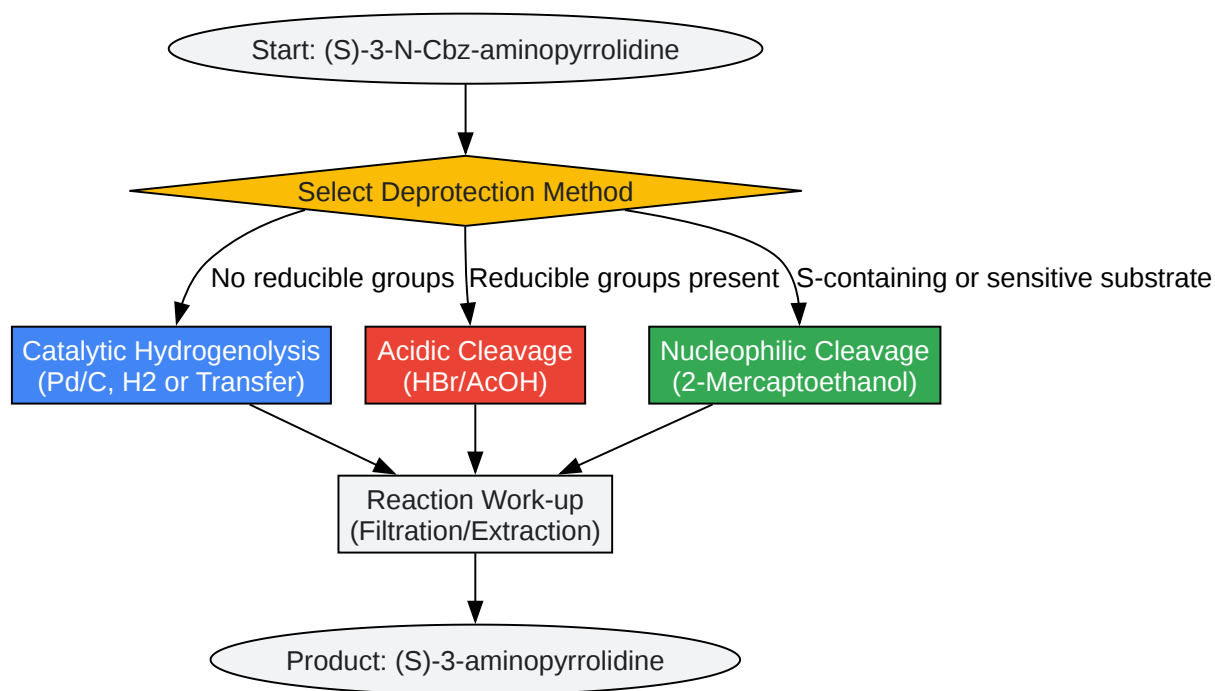 Start: (S)-3-N-Cbz-aminopyrrolidine
Select Deprotection Method
No reducible groups
Reducible groups present
S-containing or sensitive substrate
Catalytic Hydrogenolysis
(Pd/C, H2 or Transfer)
Acidic Cleavage
(HBr/AcOH)
Nucleophilic Cleavage
(2-Mercaptoethanol)
Reaction Work-up
(Filtration/Extraction)
Product: (S)-3-aminopyrrolidine